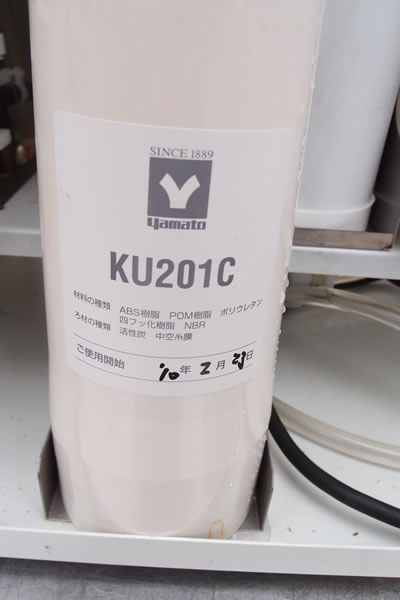 SINCE 1889
Yamato
KU201C
材料の種類 ABS樹脂 POM樹脂 ポリウレタン
四フッ化樹脂 NBR
ろ材の種類 活性炭 中空糸膜
ご使用開始 '10年 2月 日